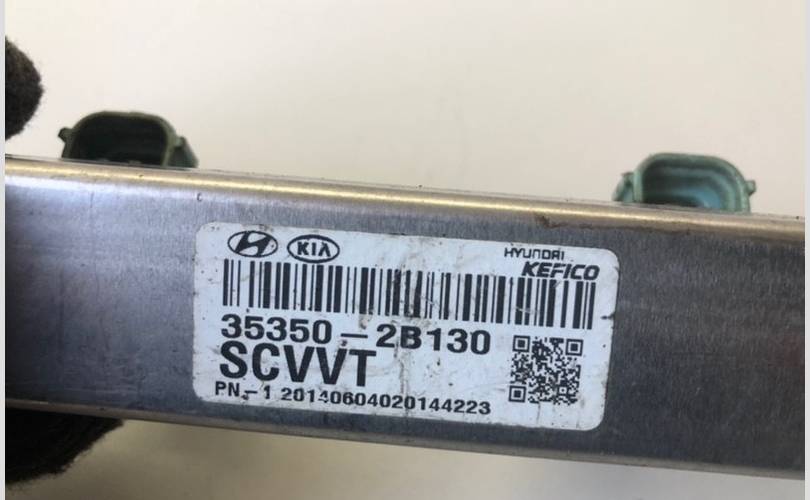 KIA
HYUNDAI
KEFICO
35350-2B130
SCVVT
PN-1 20140604020144223